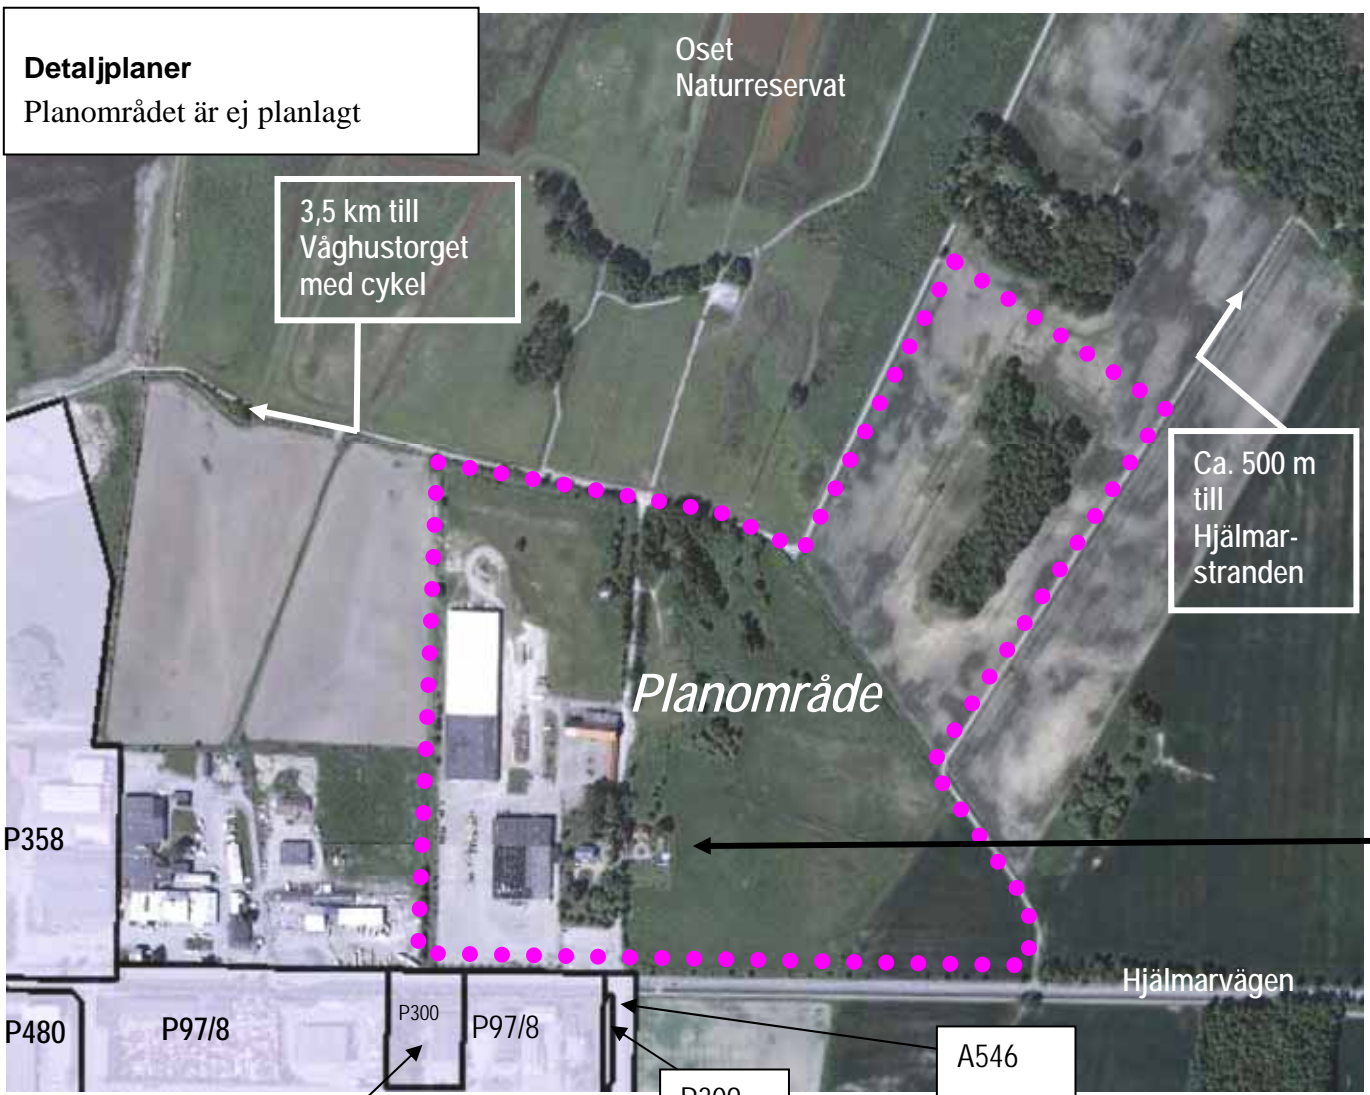 Detaljplaner
Planområdet är ej planlagt
Oset
Naturreservat
3,5 km till
Våghustorget
med cykel
Ca. 500 m
till
Hjälmar-
stranden
Planområde
P358
Hjälmarvägen
P480
P97/8
P300
P97/8
A546